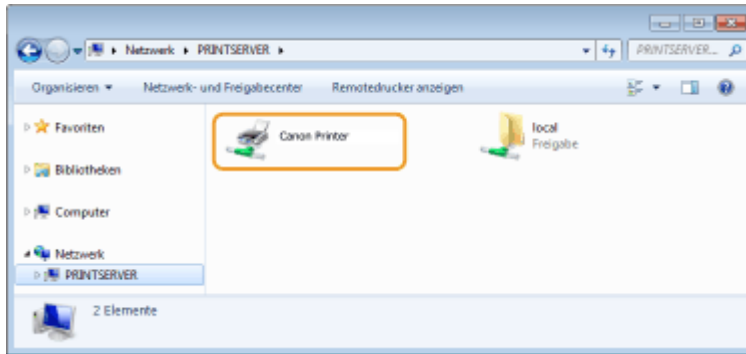 Netzwerk ▸ PRINTSERVER ▸
PRINTSERVER...
Organisieren
Netzwerk- und Freigabecenter
Remotedrucker anzeigen
Favoriten
Bibliotheken
Computer
Netzwerk
PRINTSERVER
Canon Printer
local
Freigabe
2 Elemente